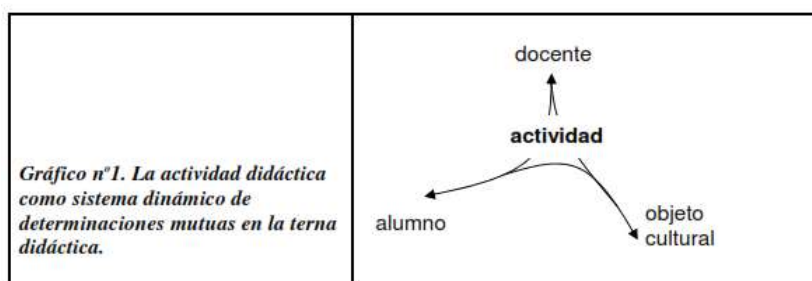 Gráfico nº1. La actividad didáctica
como sistema dinámico de
determinaciones mutuas en la terna
didáctica.
docente
actividad
alumno
objeto
cultural